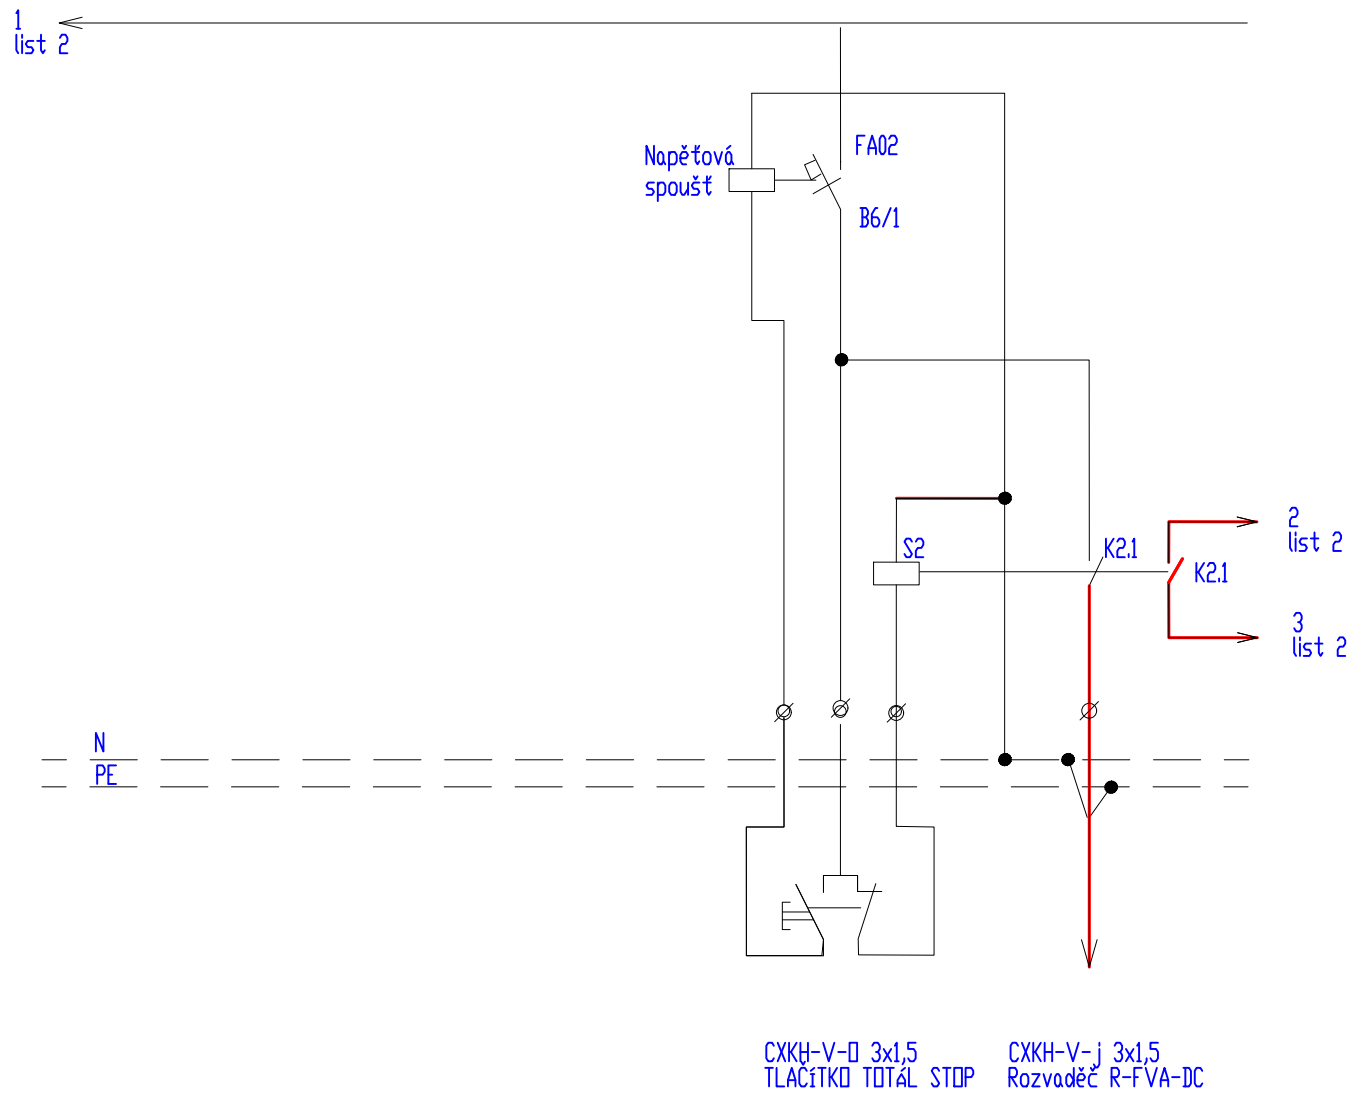 1
list 2
Napěťová
spoušť
FA02
B6/1
S2
K2.1
K2.1
2
list 2
3
list 2
N
PE
CXKH-V-O 3x1,5
TLAČíTKO TOTáL STOP
CXKH-V-j 3x1,5
Rozvaděč R-FVA-DC